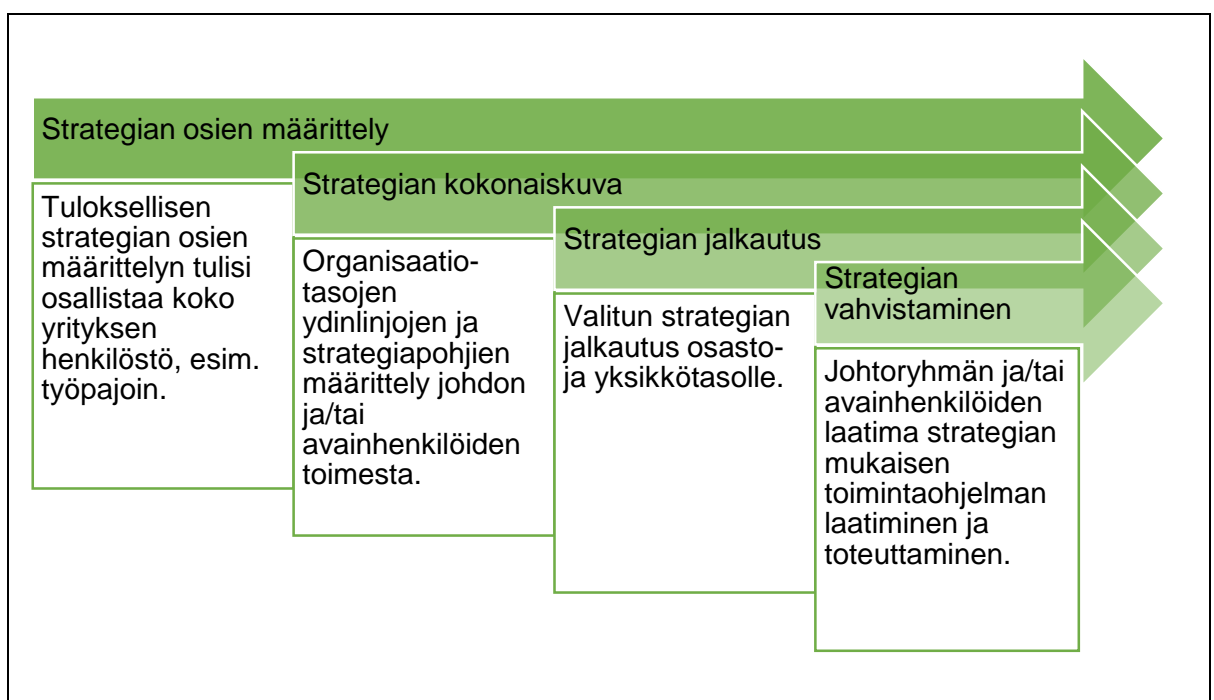 Strategian osien määrittely
Tuloksellisen
strategian osien
määrittelyn tulisi
osallistaa koko
yrityksen
henkilöstö, esim.
työpajoin.
Strategian kokonaiskuva
Organisaatio-
tasojen
ydinlinjojen ja
strategiapohjien
määrittely johdon
ja/tai
avainhenkilöiden
toimesta.
Strategian jalkautus
Valitun strategian
jalkautus osasto-
ja yksikkötasolle.
Strategian
vahvistaminen
Johtoryhmän ja/tai
avainhenkilöiden
laatima strategian
mukaisen
toimintaohjelman
laatiminen ja
toteuttaminen.